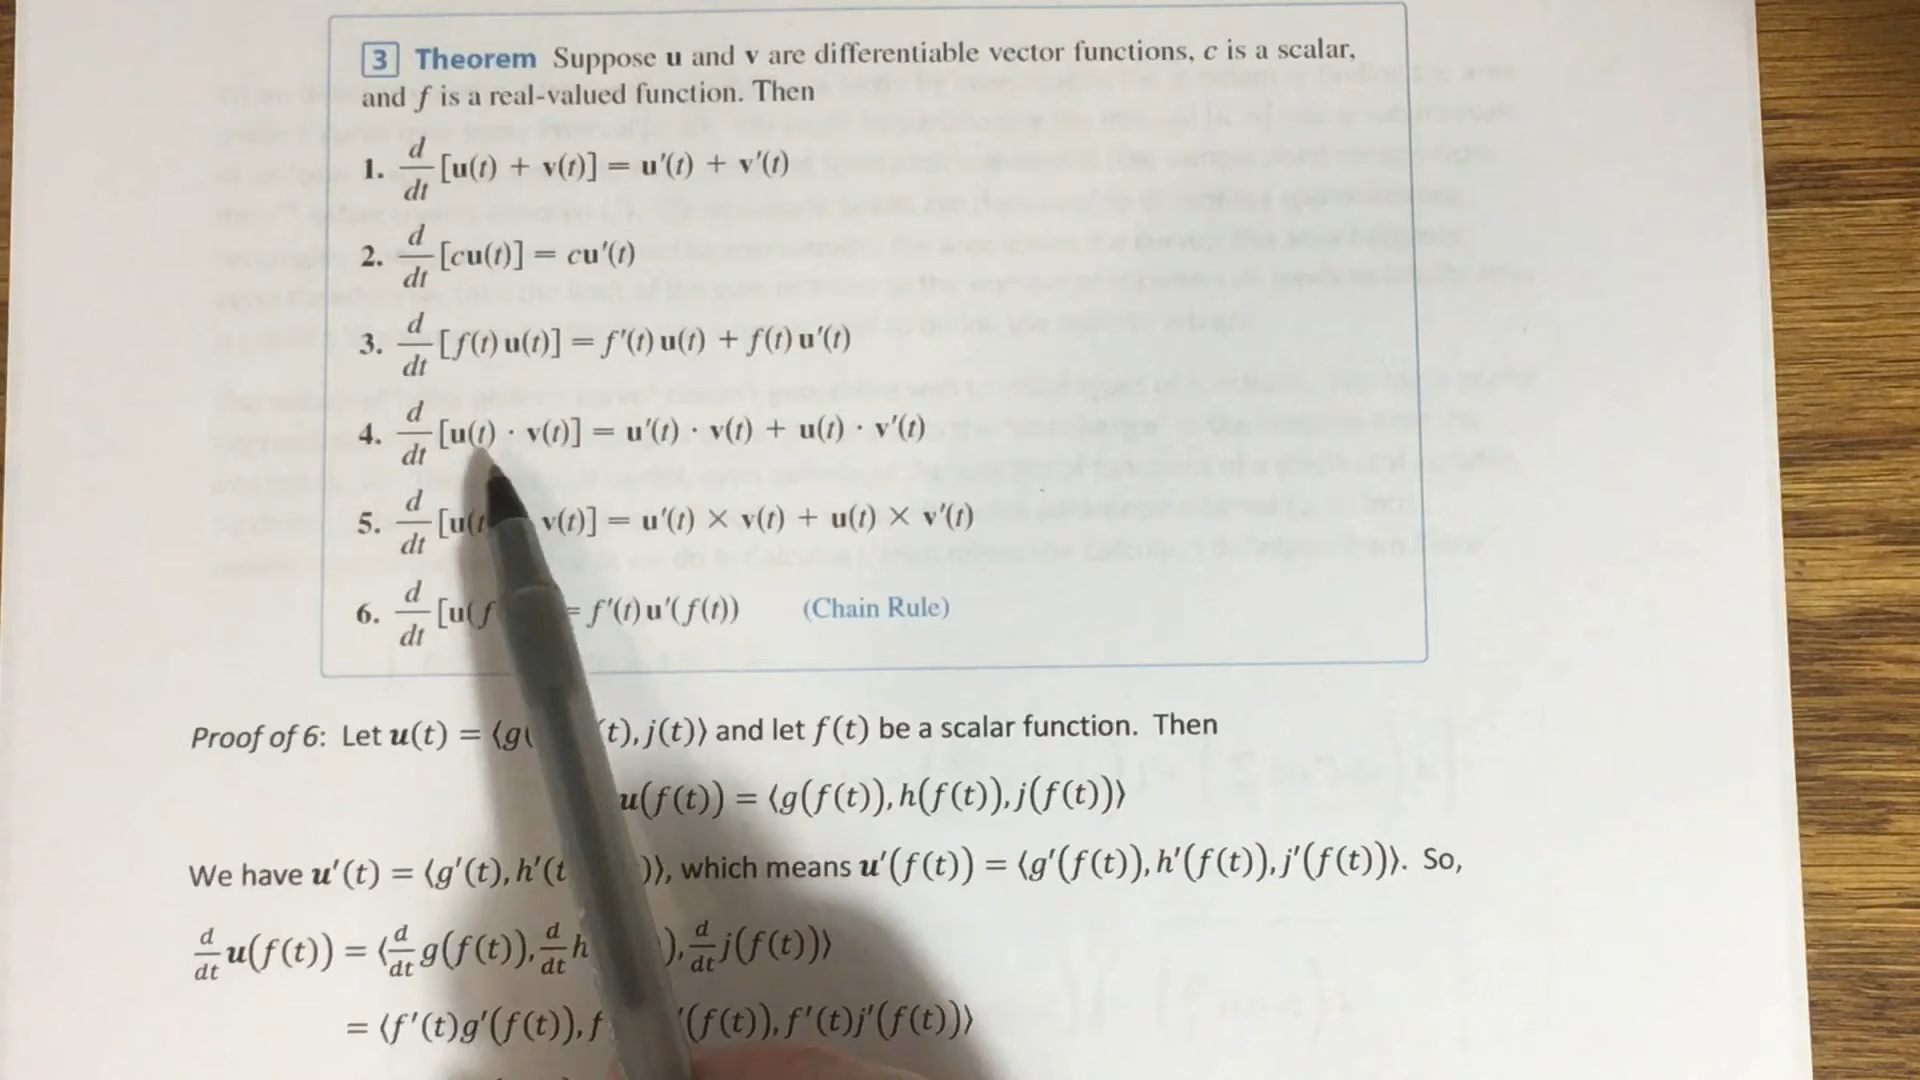 3 Theorem Suppose u and v are differentiable vector functions, c is a scalar,
and f is a real-valued function. Then
1. d/dt [u(t) + v(t)] = u′(t) + v′(t)
2. d/dt [cu(t)] = cu′(t)
3. d/dt [f(t) u(t)] = f′(t) u(t) + f(t) u′(t)
4. d/dt [u(t) · v(t)] = u′(t) · v(t) + u(t) · v′(t)
5. d/dt [u(t v(t)] = u′(t) × v(t) + u(t) × v′(t)
6. d/dt [u(f = f′(t) u′(f(t)) (Chain Rule)
Proof of 6: Let u(t) = ⟨g( t), j(t)⟩ and let f(t) be a scalar function. Then
u(f(t)) = ⟨g(f(t)), h(f(t)), j(f(t))⟩
We have u′(t) = ⟨g′(t), h′(t )⟩, which means u′(f(t)) = ⟨g′(f(t)), h′(f(t)), j′(f(t))⟩. So,
d/dt u(f(t)) = ⟨d/dt g(f(t)), d/dt h ), d/dt j(f(t))⟩
= ⟨f′(t)g′(f(t)), f ′(f(t)), f′(t)j′(f(t))⟩